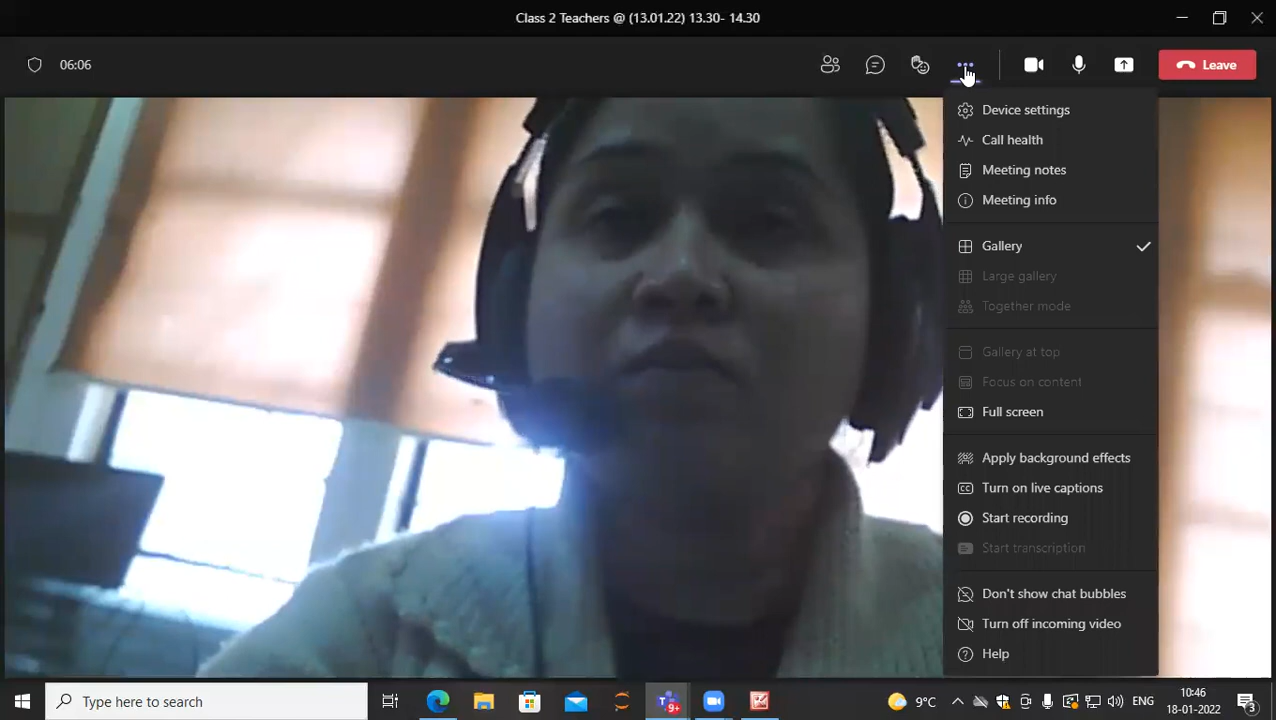 Class 2 Teachers @ (13.01.22) 13.30- 14.30
06:06
Leave
Device settings
Call health
Meeting notes
Meeting info
Gallery
Large gallery
Together mode
Gallery at top
Focus on content
Full screen
Apply background effects
CC Turn on live captions
Start recording
Start transcription
Don't show chat bubbles
Turn off incoming video
Help
Type here to search
9+
9°C
ENG
10:46
18-01-2022
3